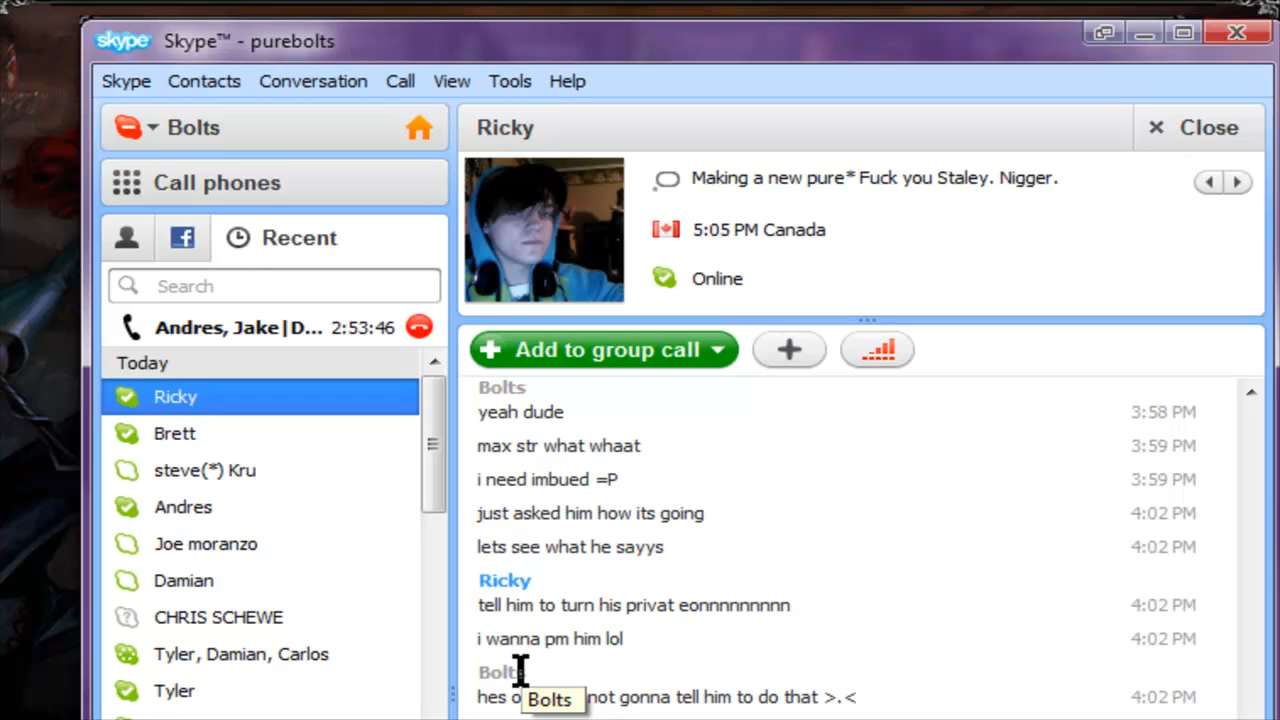 skype Skype™ - purebolts
Skype Contacts Conversation Call View Tools Help
Bolts
Call phones
Recent
Search
Andres, Jake|D... 2:53:46
Today
Ricky
Brett
steve(*) Kru
Andres
Joe moranzo
Damian
CHRIS SCHEWE
Tyler, Damian, Carlos
Tyler
Ricky
× Close
Making a new pure* Fuck you Staley. Nigger.
5:05 PM Canada
Online
Add to group call
Bolts
yeah dude 3:58 PM
max str what whaat 3:59 PM
i need imbued =P 3:59 PM
just asked him how its going 4:02 PM
lets see what he sayys 4:02 PM
Ricky
tell him to turn his privat eonnnnnnnnn 4:02 PM
i wanna pm him lol 4:02 PM
Bolts
hes not gonna tell him to do that >.< 4:02 PM
Bolts